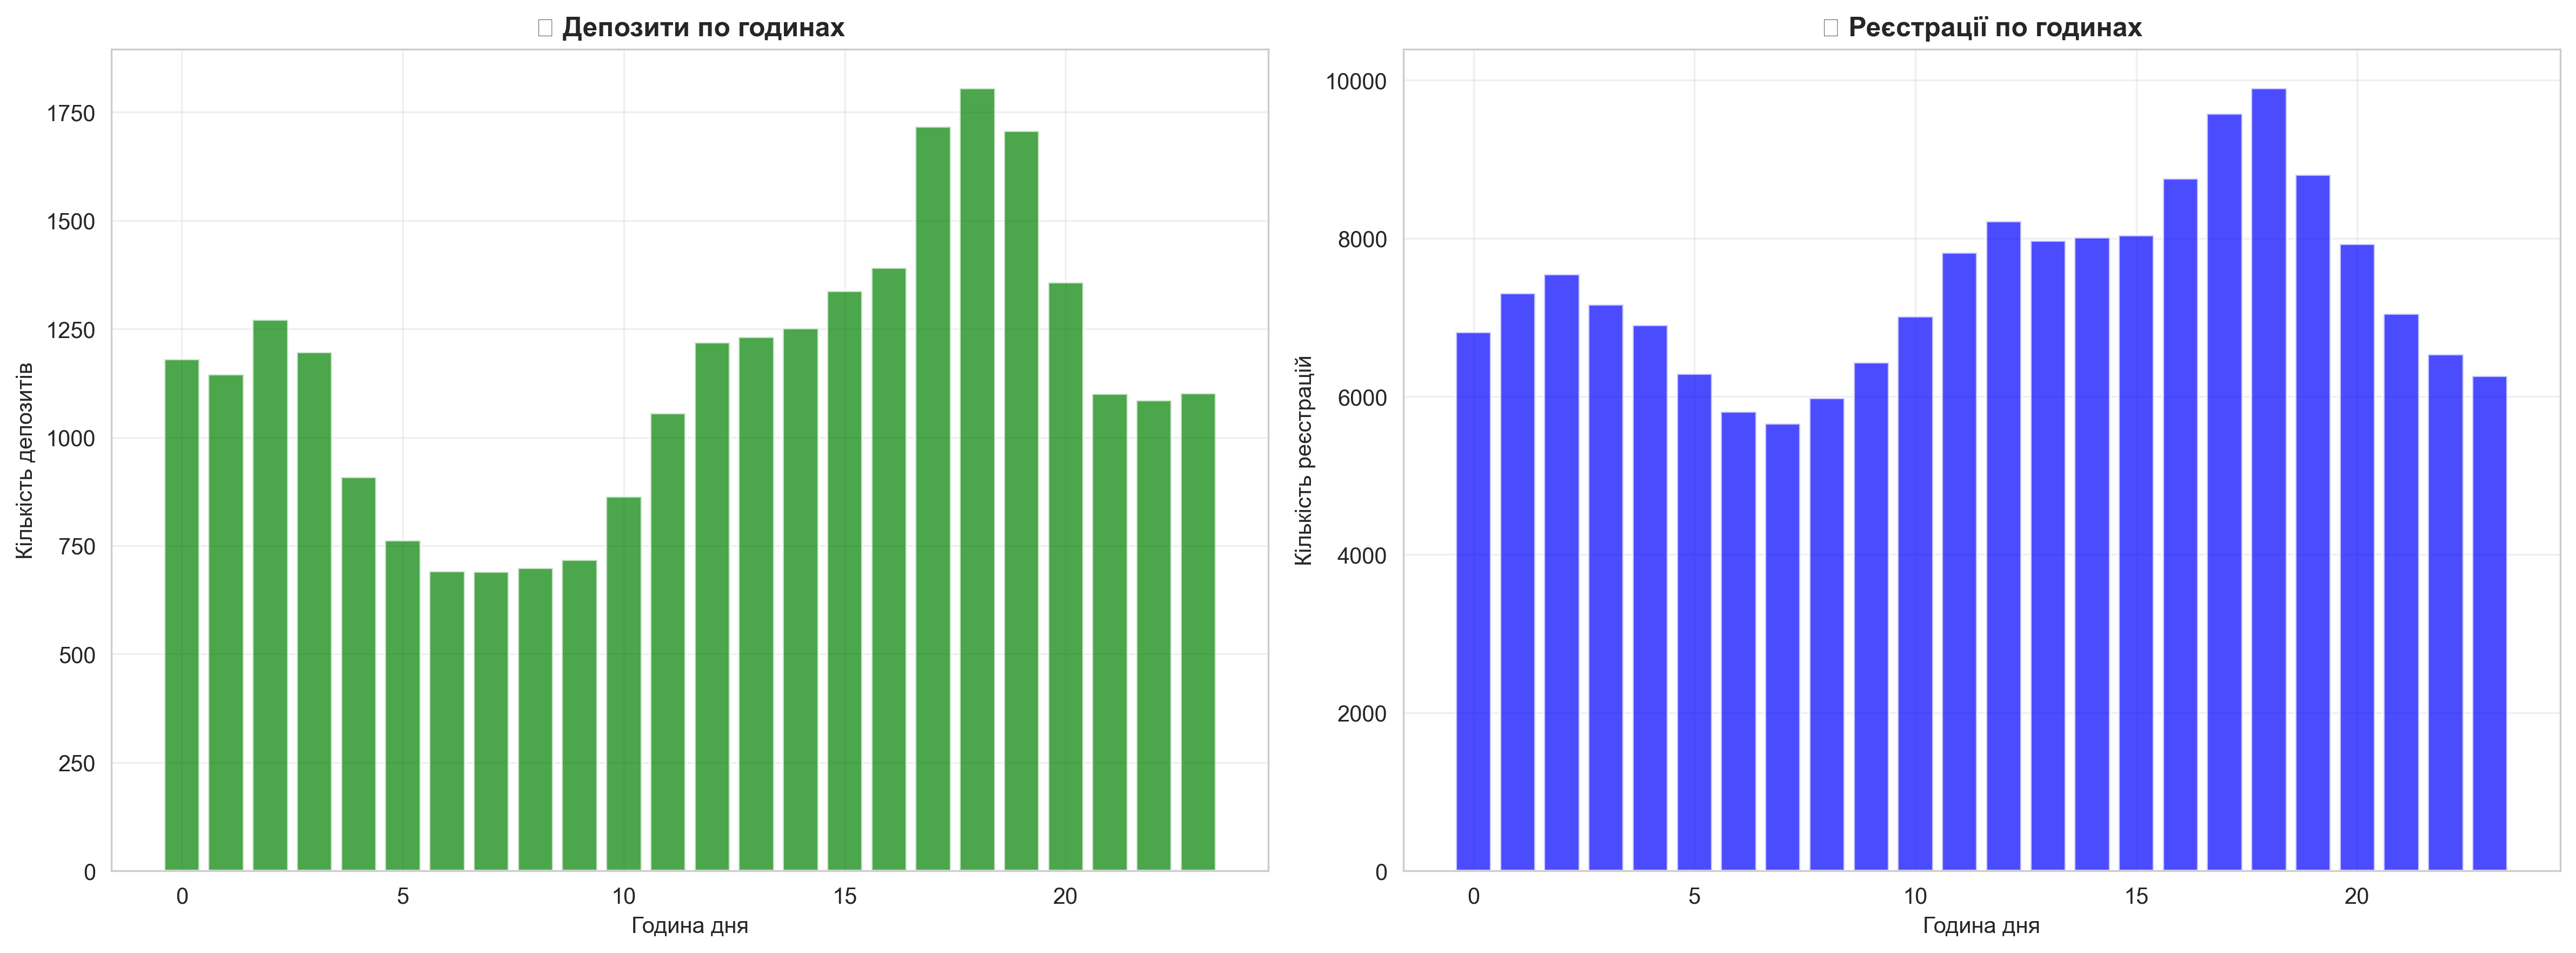 Депозити по годинах
1750
1500
1250
1000
750
500
250
0
Кількість депозитів
0 5 10 15 20
Година дня
Реєстрації по годинах
10000
8000
6000
4000
2000
0
Кількість реєстрацій
0 5 10 15 20
Година дня